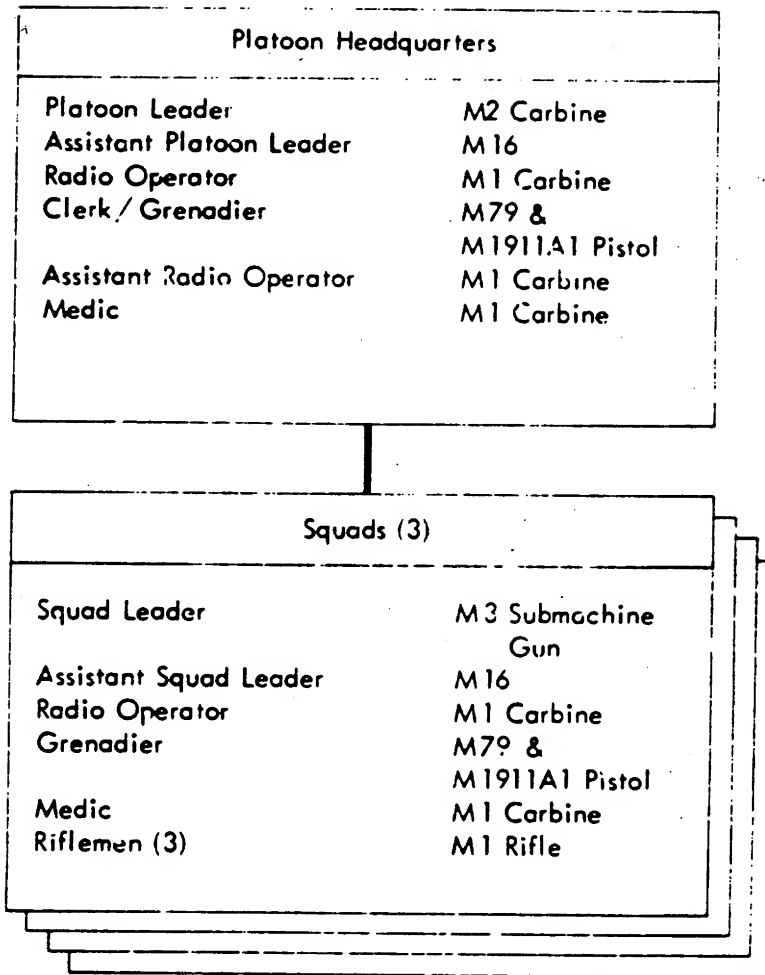 Platoon Headquarters
Platoon Leader M2 Carbine
Assistant Platoon Leader M16
Radio Operator M1 Carbine
Clerk/Grenadier M79 &
M1911A1 Pistol
Assistant Radio Operator M1 Carbine
Medic M1 Carbine
Squads (3)
Squad Leader M3 Submachine
Gun
Assistant Squad Leader M16
Radio Operator M1 Carbine
Grenadier M79 &
M1911A1 Pistol
Medic M1 Carbine
Riflemen (3) M1 Rifle